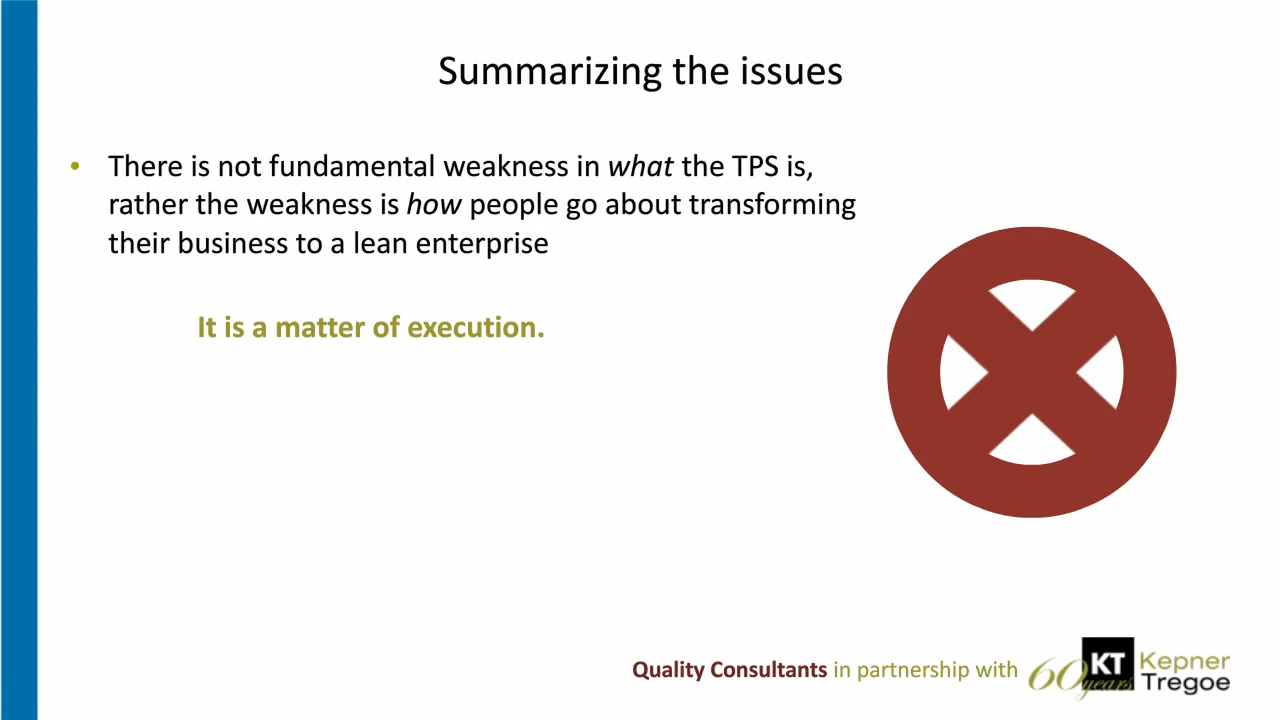 Summarizing the issues
• There is not fundamental weakness in what the TPS is,
rather the weakness is how people go about transforming
their business to a lean enterprise
It is a matter of execution.
Quality Consultants in partnership with 60 years KT Kepner
Tregoe